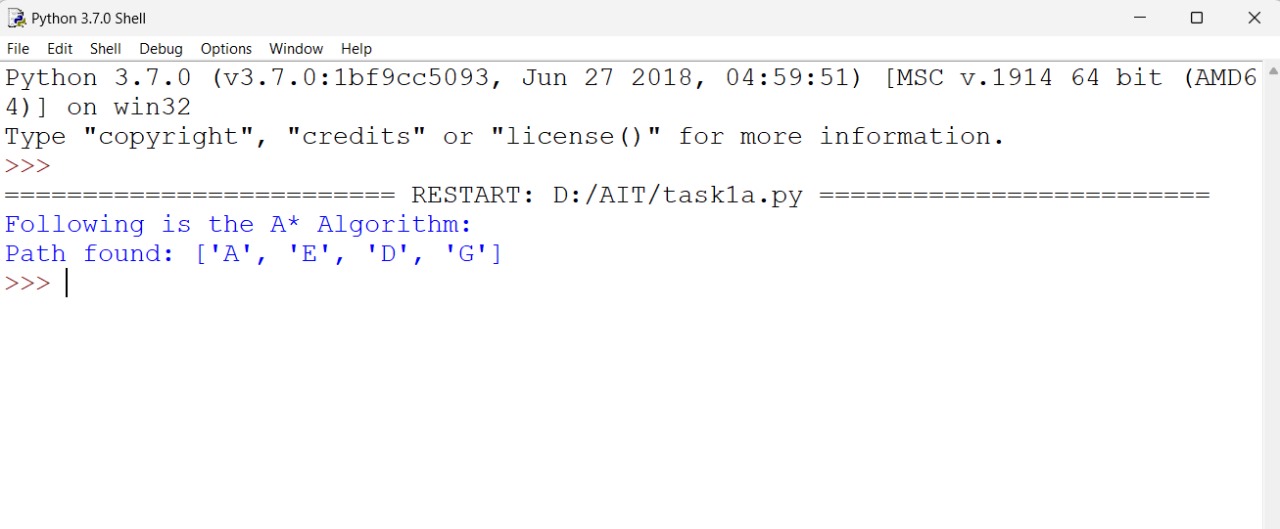 Python 3.7.0 Shell
File Edit Shell Debug Options Window Help
Python 3.7.0 (v3.7.0:1bf9cc5093, Jun 27 2018, 04:59:51) [MSC v.1914 64 bit (AMD6
4)] on win32
Type "copyright", "credits" or "license()" for more information.
>>>
========================= RESTART: D:/AIT/task1a.py =========================
Following is the A* Algorithm:
Path found: ['A', 'E', 'D', 'G']
>>>